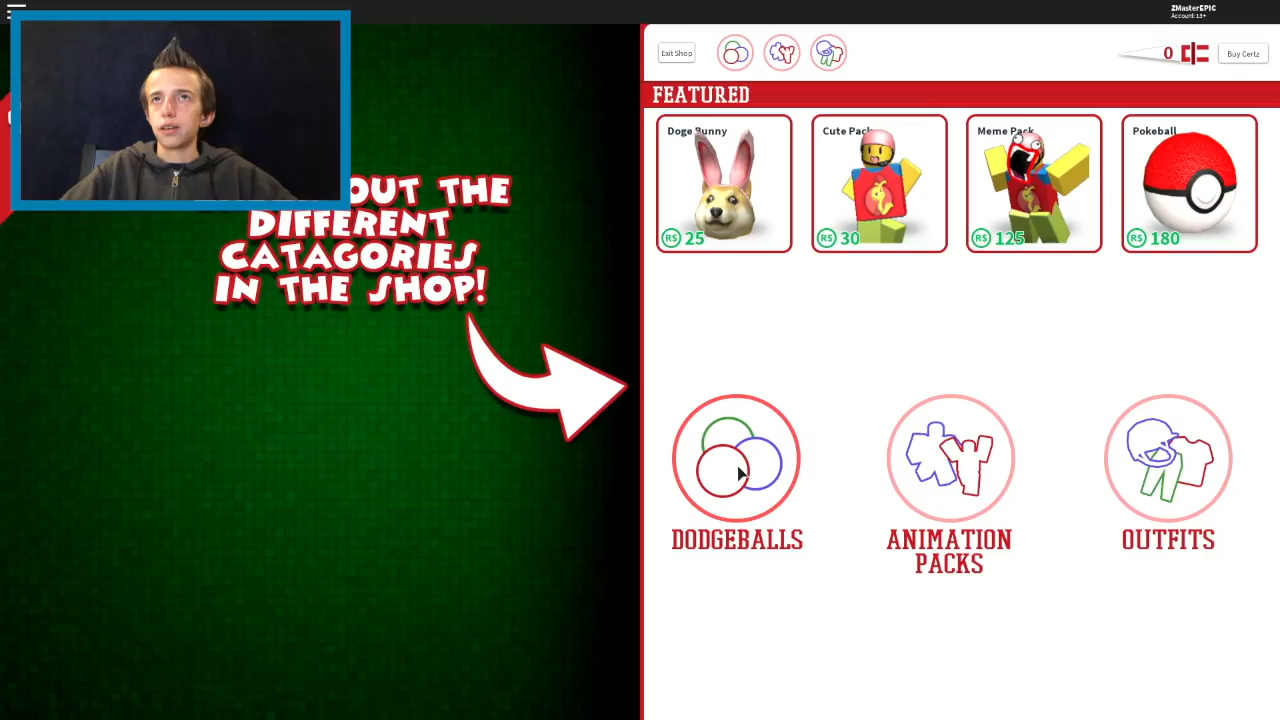 ZMasterEPIC
Account: 13+
Exit Shop
0
Buy Certz
FEATURED
Doge Bunny
R$ 25
Cute Pack
R$ 30
Meme Pack
R$ 125
Pokeball
R$ 180
OUT THE
DIFFERENT
CATAGORIES
IN THE SHOP!
DODGEBALLS
ANIMATION
PACKS
OUTFITS